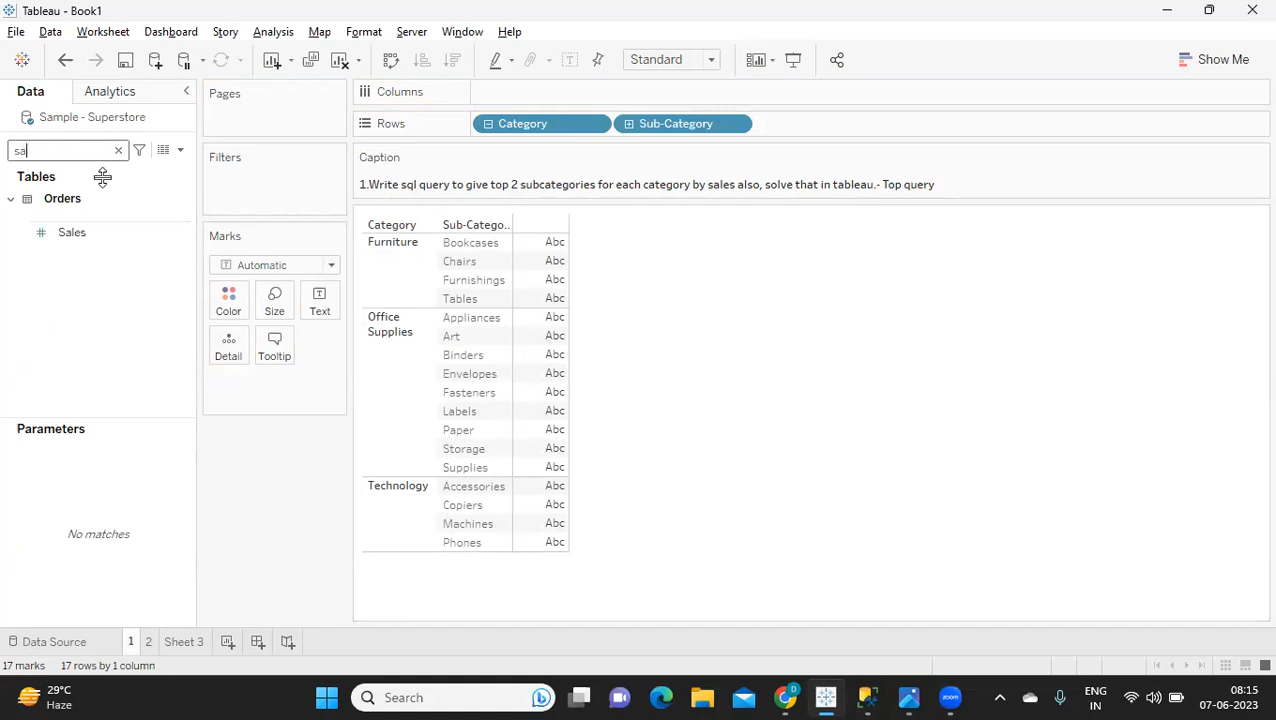 Tableau - Book1
File Data Worksheet Dashboard Story Analysis Map Format Server Window Help
Standard
Show Me
Data Analytics
Sample - Superstore
sa
Tables
Orders
Sales
Parameters
No matches
Pages
Filters
Marks
Automatic
Color Size Text
Detail Tooltip
Columns
Rows Category Sub-Category
Caption
1.Write sql query to give top 2 subcategories for each category by sales also, solve that in tableau.- Top query
Category Sub-Catego..
Furniture Bookcases Abc
Chairs Abc
Furnishings Abc
Tables Abc
Office Supplies Appliances Abc
Art Abc
Binders Abc
Envelopes Abc
Fasteners Abc
Labels Abc
Paper Abc
Storage Abc
Supplies Abc
Technology Accessories Abc
Copiers Abc
Machines Abc
Phones Abc
Data Source 1 2 Sheet 3
17 marks 17 rows by 1 column
29°C
Haze
Search
ENG
IN
08:15
07-06-2023